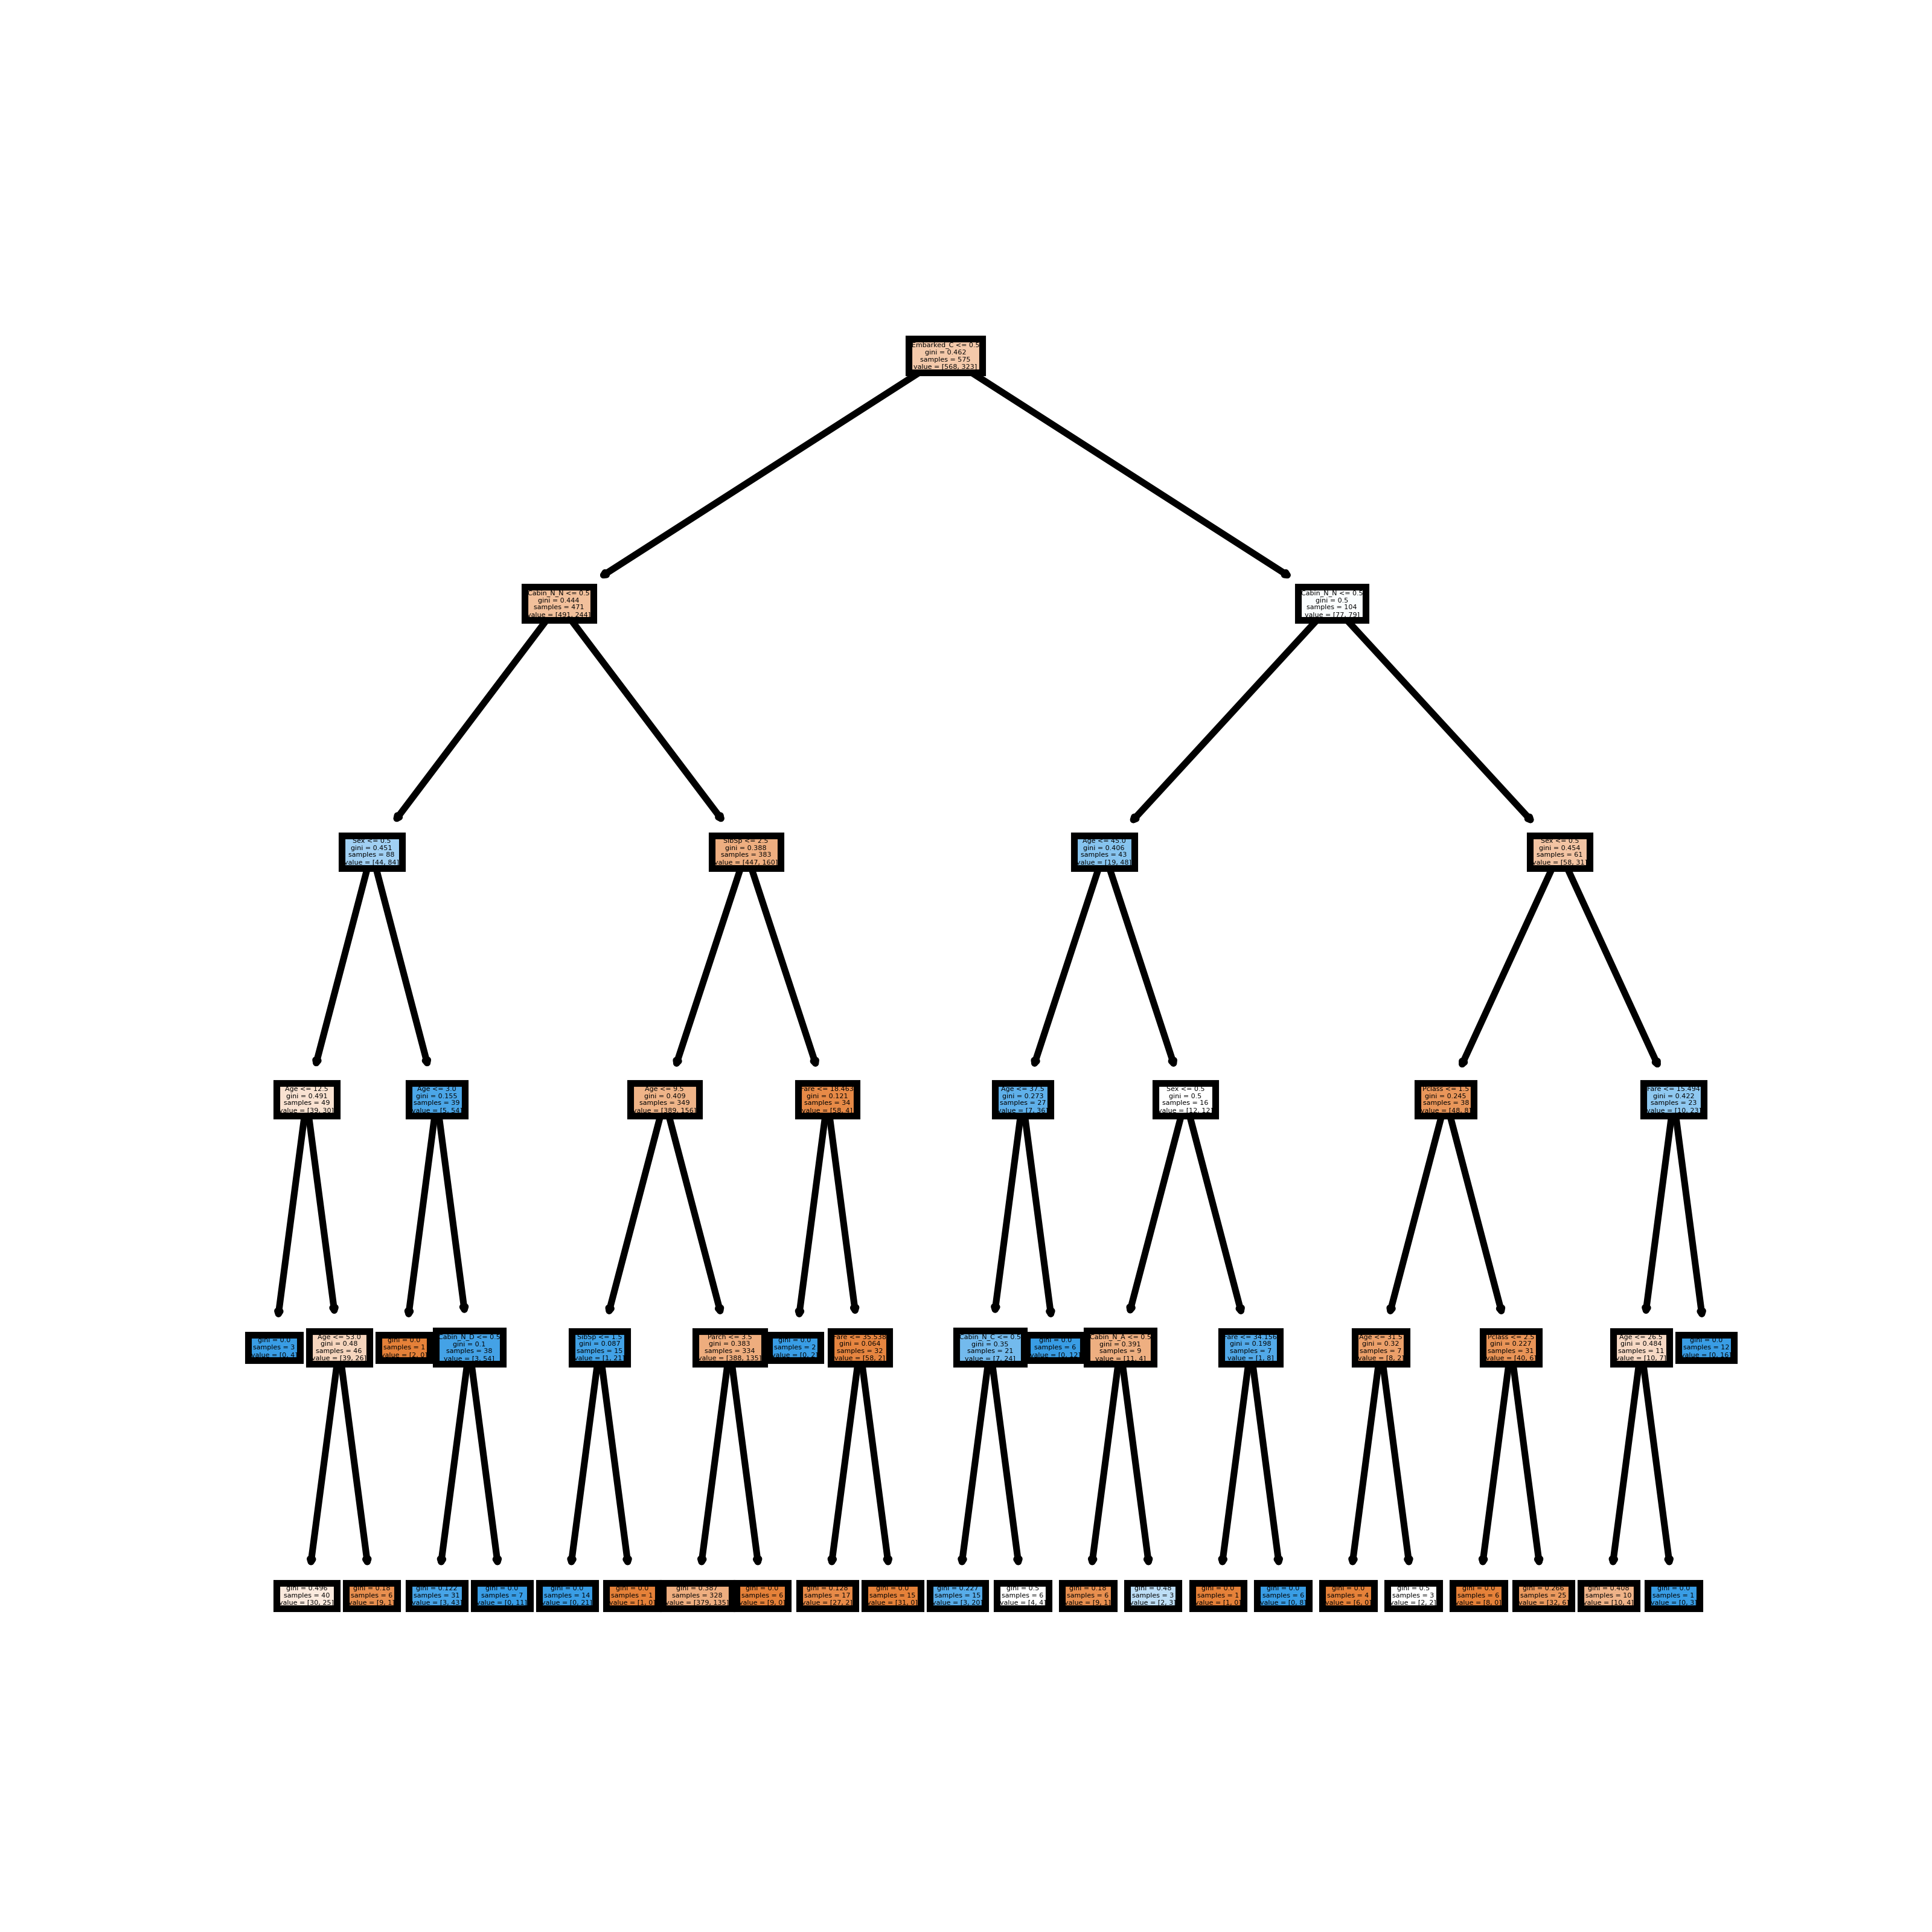 Embarked_C <= 0.5
gini = 0.462
samples = 575
value = [568, 323]
Cabin_N_N <= 0.5
gini = 0.444
samples = 471
value = [491, 244]
Cabin_N_N <= 0.5
gini = 0.5
samples = 104
value = [77, 79]
Sex <= 0.5
gini = 0.451
samples = 88
value = [44, 84]
SibSp <= 2.5
gini = 0.388
samples = 383
value = [447, 160]
Age <= 45.0
gini = 0.406
samples = 43
value = [19, 48]
Sex <= 0.5
gini = 0.454
samples = 61
value = [58, 31]
Age <= 12.5
gini = 0.491
samples = 49
value = [39, 30]
Age <= 3.0
gini = 0.155
samples = 39
value = [5, 54]
Age <= 9.5
gini = 0.409
samples = 349
value = [389, 156]
Fare <= 18.463
gini = 0.121
samples = 34
value = [58, 4]
Age <= 37.5
gini = 0.273
samples = 27
value = [7, 36]
Sex <= 0.5
gini = 0.5
samples = 16
value = [12, 12]
Pclass <= 1.5
gini = 0.245
samples = 38
value = [48, 8]
Fare <= 15.494
gini = 0.422
samples = 23
value = [10, 23]
gini = 0.0
samples = 3
value = [0, 4]
Age <= 53.0
gini = 0.48
samples = 46
value = [39, 26]
gini = 0.0
samples = 1
value = [2, 0]
Cabin_N_D <= 0.5
gini = 0.1
samples = 38
value = [3, 54]
SibSp <= 1.5
gini = 0.087
samples = 15
value = [1, 21]
Parch <= 3.5
gini = 0.383
samples = 334
value = [388, 135]
gini = 0.0
samples = 2
value = [0, 2]
Fare <= 35.538
gini = 0.064
samples = 32
value = [58, 2]
Cabin_N_C <= 0.5
gini = 0.35
samples = 21
value = [7, 24]
gini = 0.0
samples = 6
value = [0, 12]
Cabin_N_A <= 0.5
gini = 0.391
samples = 9
value = [11, 4]
Fare <= 34.156
gini = 0.198
samples = 7
value = [1, 8]
Age <= 31.5
gini = 0.32
samples = 7
value = [8, 2]
Pclass <= 2.5
gini = 0.227
samples = 31
value = [40, 6]
Age <= 26.5
gini = 0.484
samples = 11
value = [10, 7]
gini = 0.0
samples = 12
value = [0, 16]
gini = 0.496
samples = 40
value = [30, 25]
gini = 0.18
samples = 6
value = [9, 1]
gini = 0.122
samples = 31
value = [3, 43]
gini = 0.0
samples = 7
value = [0, 11]
gini = 0.0
samples = 14
value = [0, 21]
gini = 0.0
samples = 1
value = [1, 0]
gini = 0.387
samples = 328
value = [379, 135]
gini = 0.0
samples = 6
value = [9, 0]
gini = 0.128
samples = 17
value = [27, 2]
gini = 0.0
samples = 15
value = [31, 0]
gini = 0.227
samples = 15
value = [3, 20]
gini = 0.5
samples = 6
value = [4, 4]
gini = 0.18
samples = 6
value = [9, 1]
gini = 0.48
samples = 3
value = [2, 3]
gini = 0.0
samples = 1
value = [1, 0]
gini = 0.0
samples = 6
value = [0, 8]
gini = 0.0
samples = 4
value = [6, 0]
gini = 0.5
samples = 3
value = [2, 2]
gini = 0.0
samples = 6
value = [8, 0]
gini = 0.266
samples = 25
value = [32, 6]
gini = 0.408
samples = 10
value = [10, 4]
gini = 0.0
samples = 1
value = [0, 3]